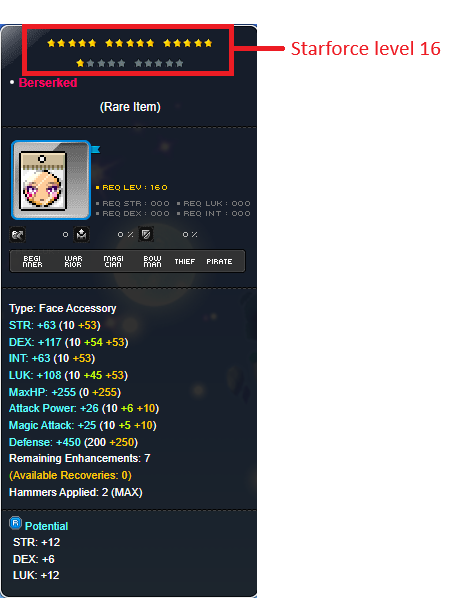 Starforce level 16
• Berserked
(Rare Item)
• REQ LEV : 160
• REQ STR : 000 • REQ LUK : 000
• REQ DEX : 000 • REQ INT : 000
0 0 % 0 %
BEGINNER WARRIOR MAGICIAN BOWMAN THIEF PIRATE
Type: Face Accessory
STR: +63 (10 +53)
DEX: +117 (10 +54 +53)
INT: +63 (10 +53)
LUK: +108 (10 +45 +53)
MaxHP: +255 (0 +255)
Attack Power: +26 (10 +6 +10)
Magic Attack: +25 (10 +5 +10)
Defense: +450 (200 +250)
Remaining Enhancements: 7
(Available Recoveries: 0)
Hammers Applied: 2 (MAX)
R Potential
STR: +12
DEX: +6
LUK: +12